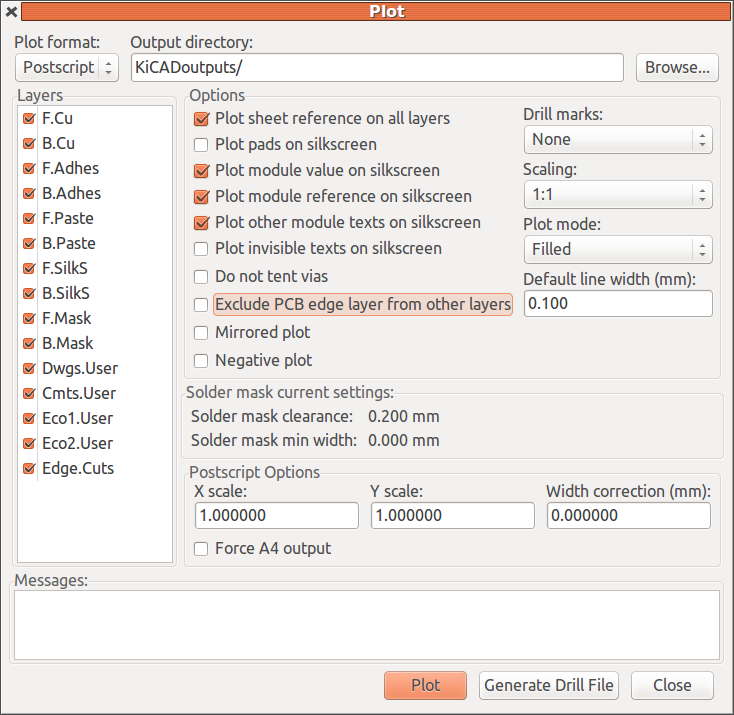 Plot
Plot format:
Output directory:
Postscript
KiCADoutputs/
Browse...
Layers
F.Cu
B.Cu
F.Adhes
B.Adhes
F.Paste
B.Paste
F.SilkS
B.SilkS
F.Mask
B.Mask
Dwgs.User
Cmts.User
Eco1.User
Eco2.User
Edge.Cuts
Options
Plot sheet reference on all layers
Plot pads on silkscreen
Plot module value on silkscreen
Plot module reference on silkscreen
Plot other module texts on silkscreen
Plot invisible texts on silkscreen
Do not tent vias
Exclude PCB edge layer from other layers
Mirrored plot
Negative plot
Drill marks:
None
Scaling:
1:1
Plot mode:
Filled
Default line width (mm):
0.100
Solder mask current settings:
Solder mask clearance: 0.200 mm
Solder mask min width: 0.000 mm
Postscript Options
X scale:
1.000000
Y scale:
1.000000
Width correction (mm):
0.000000
Force A4 output
Messages:
Plot
Generate Drill File
Close